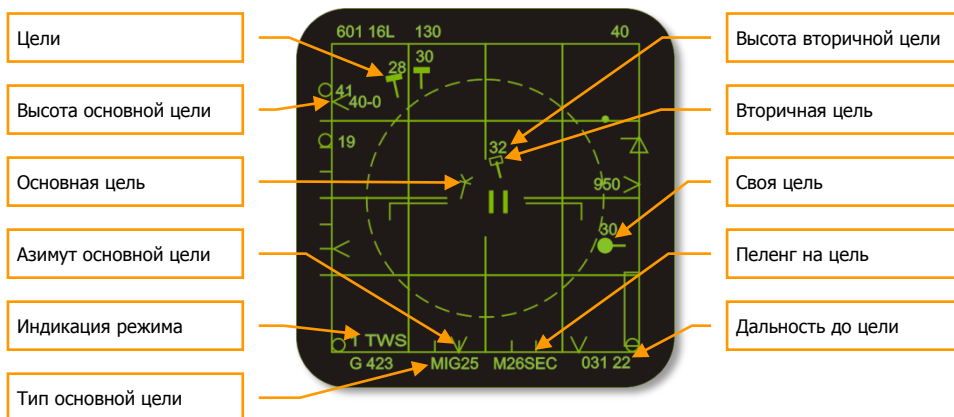 Цели
Высота основной цели
Основная цель
Азимут основной цели
Индикация режима
Тип основной цели
601 16L 130 40
28 30
41
40-0
19
32
950
30
T TWS
G 423 MIG25 M26SEC 031 22
Высота вторичной цели
Вторичная цель
Своя цель
Пеленг на цель
Дальность до цели